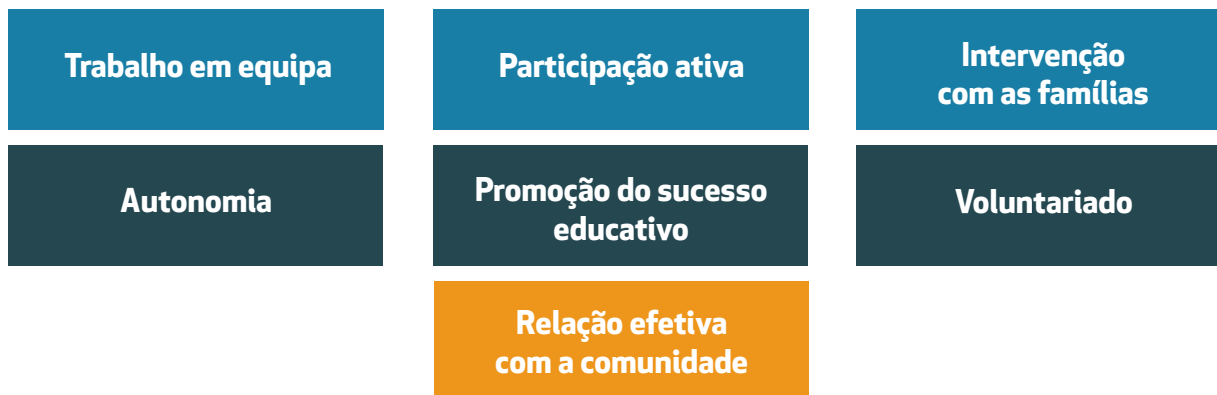 Trabalho em equipa
Participação ativa
Intervenção
com as famílias
Autonomia
Promoção do sucesso
educativo
Voluntariado
Relação efetiva
com a comunidade